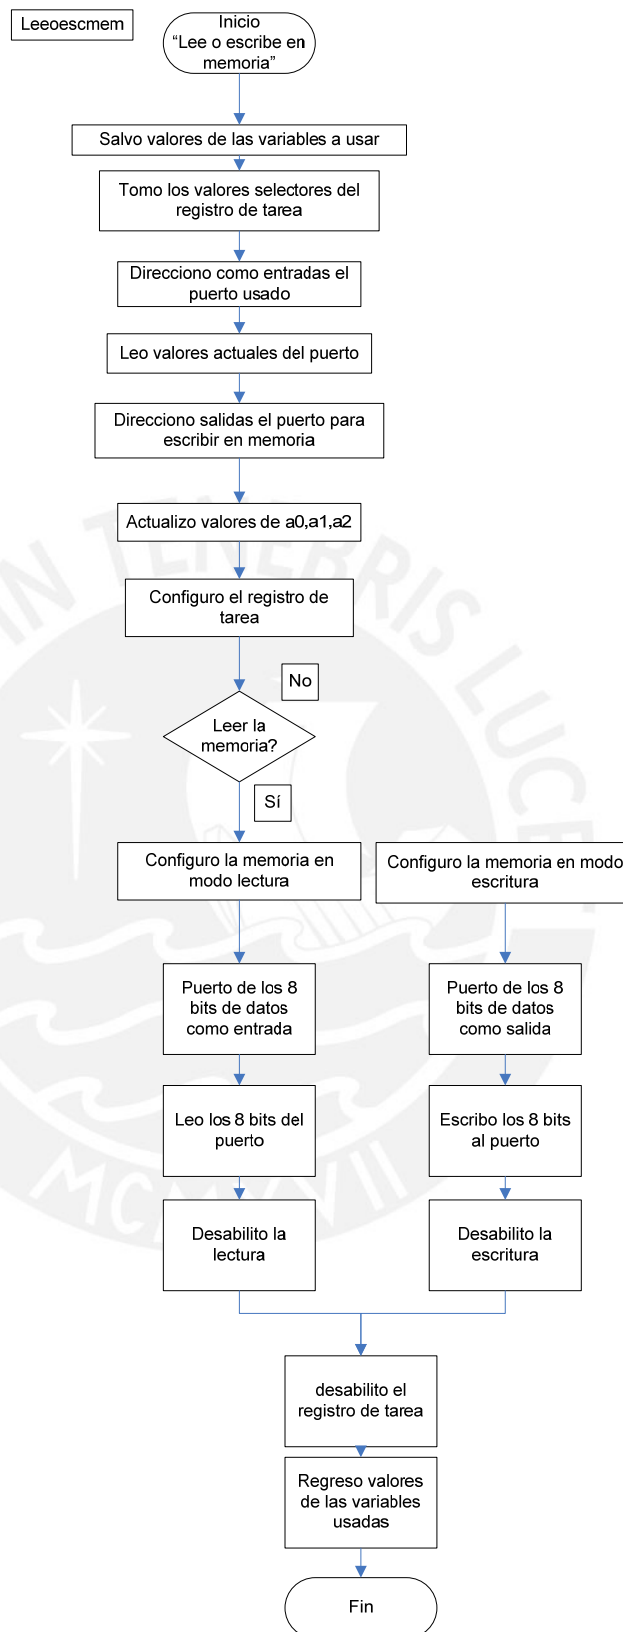 Leeoescmem
Inicio
“Lee o escribe en
memoria”
Salvo valores de las variables a usar
Tomo los valores selectores del
registro de tarea
Direcciono como entradas el
puerto usado
Leo valores actuales del puerto
Direcciono salidas el puerto para
escribir en memoria
Actualizo valores de a0,a1,a2
Configuro el registro de
tarea
No
Leer la
memoria?
Sí
Configuro la memoria en
modo lectura
Configuro la memoria en modo
escritura
Puerto de los 8
bits de datos
como entrada
Puerto de los 8
bits de datos
como salida
Leo los 8 bits del
puerto
Escribo los 8 bits
al puerto
Desabilito la
lectura
Desabilito la
escritura
desabilito el
registro de tarea
Regreso valores
de las variables
usadas
Fin
IN TENEBRIS LUCET